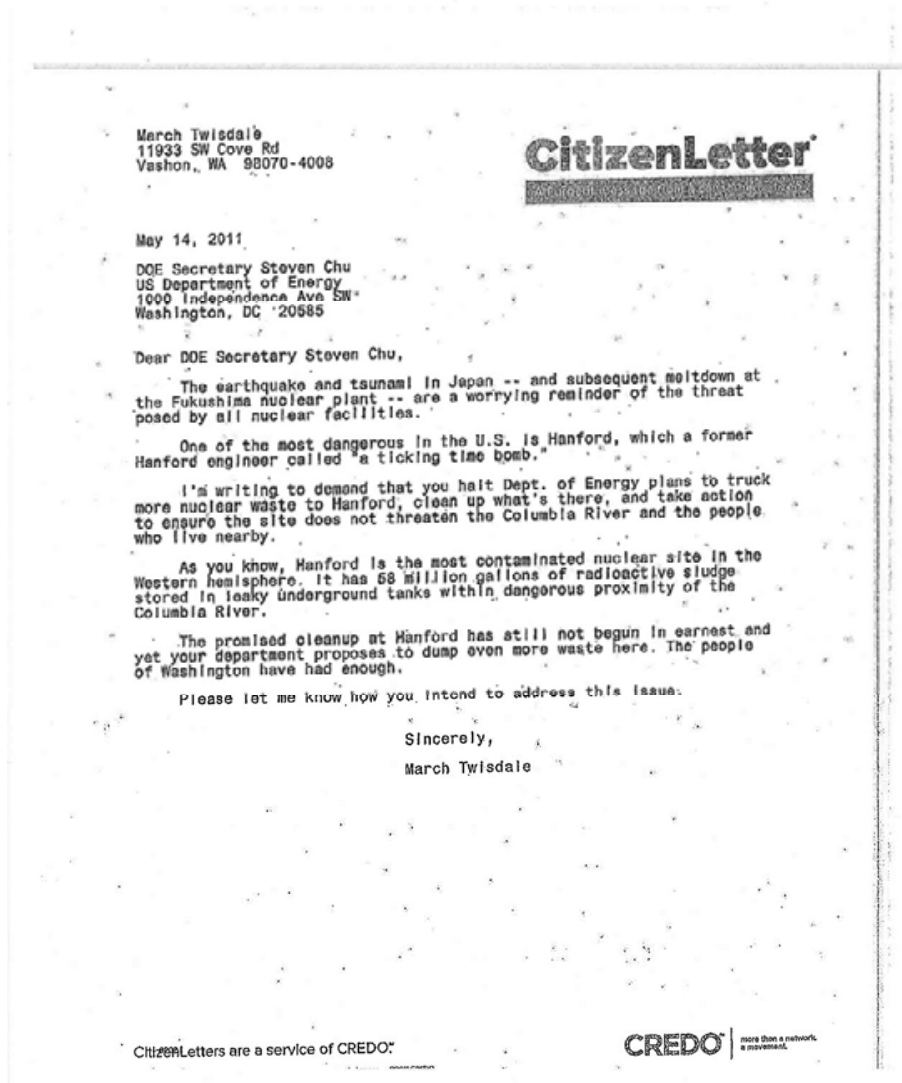 March Twisdale
11933 SW Cove Rd
Vashon, WA 98070-4008
CitizenLetter
May 14, 2011
DOE Secretary Steven Chu
US Department of Energy
1000 Independence Ave SW
Washington, DC 20585
Dear DOE Secretary Steven Chu,
The earthquake and tsunami in Japan -- and subsequent meltdown at
the Fukushima nuclear plant -- are a worrying reminder of the threat
posed by all nuclear facilities.
One of the most dangerous in the U.S. is Hanford, which a former
Hanford engineer called "a ticking time bomb."
I'm writing to demand that you halt Dept. of Energy plans to truck
more nuclear waste to Hanford, clean up what's there, and take action
to ensure the site does not threaten the Columbia River and the people
who live nearby.
As you know, Hanford is the most contaminated nuclear site in the
Western hemisphere. It has 58 million gallons of radioactive sludge
stored in leaky underground tanks within dangerous proximity of the
Columbia River.
The promised cleanup at Hanford has still not begun in earnest and
yet your department proposes to dump even more waste here. The people
of Washington have had enough.
Please let me know how you intend to address this issue.
Sincerely,
March Twisdale
CitizenLetters are a service of CREDO.
CREDO
more than a network.
a movement.